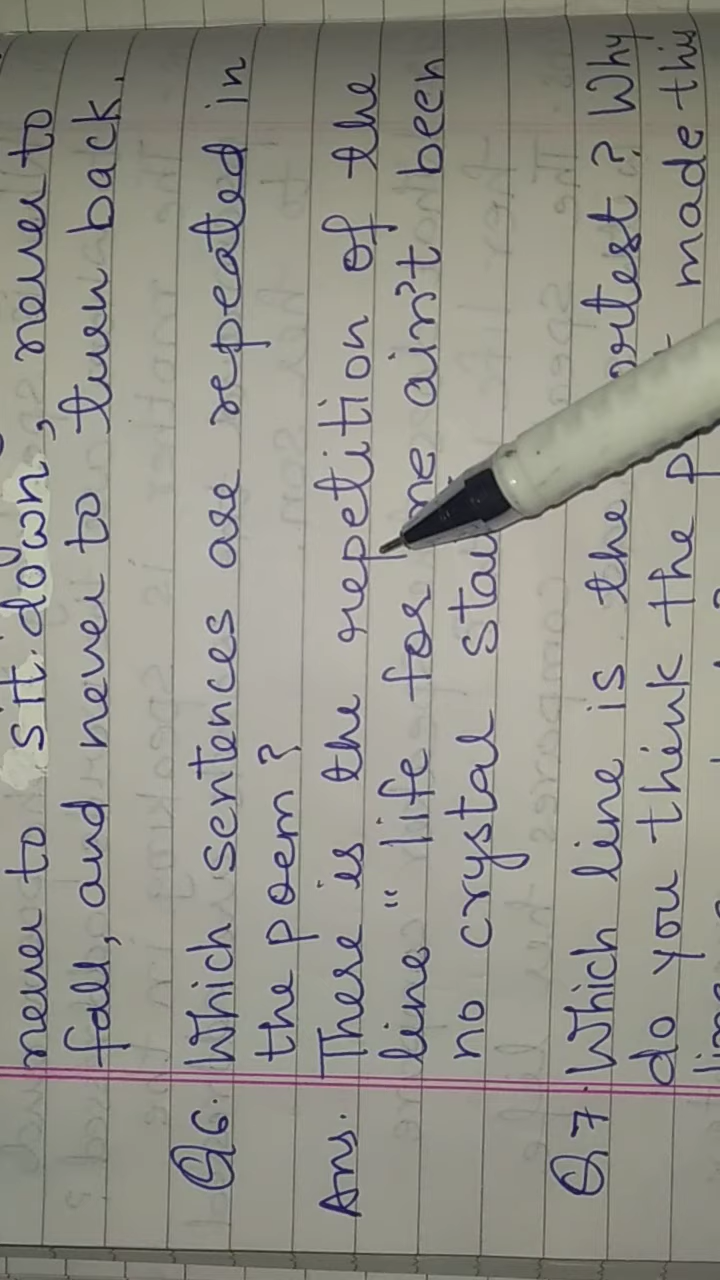 never to sit down, never to
fall, and never to turn back.
Q6. Which sentences are repeated in
the poem?
Ans. There is the repetition of the
line "life for me ain't been
no crystal stai
Q7. Which line is the ortest? Why
do you think the p made this